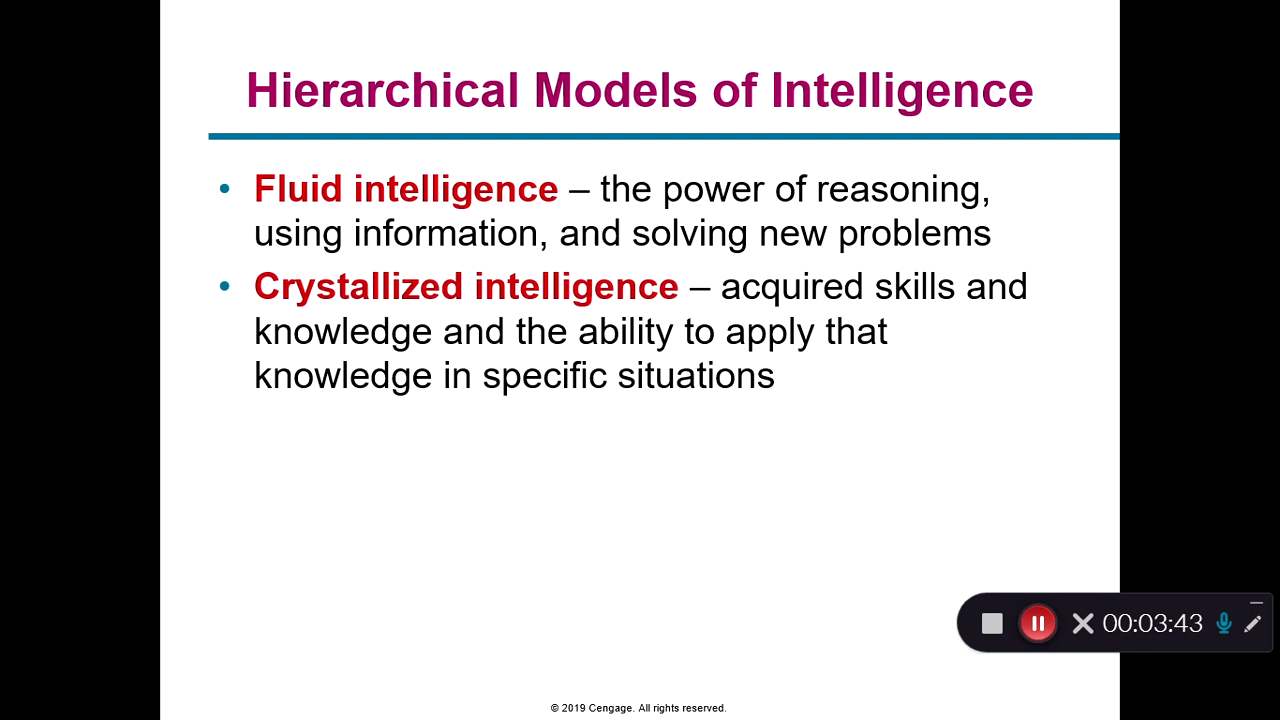 Hierarchical Models of Intelligence
• Fluid intelligence – the power of reasoning,
using information, and solving new problems
• Crystallized intelligence – acquired skills and
knowledge and the ability to apply that
knowledge in specific situations
00:03:43
© 2019 Cengage. All rights reserved.